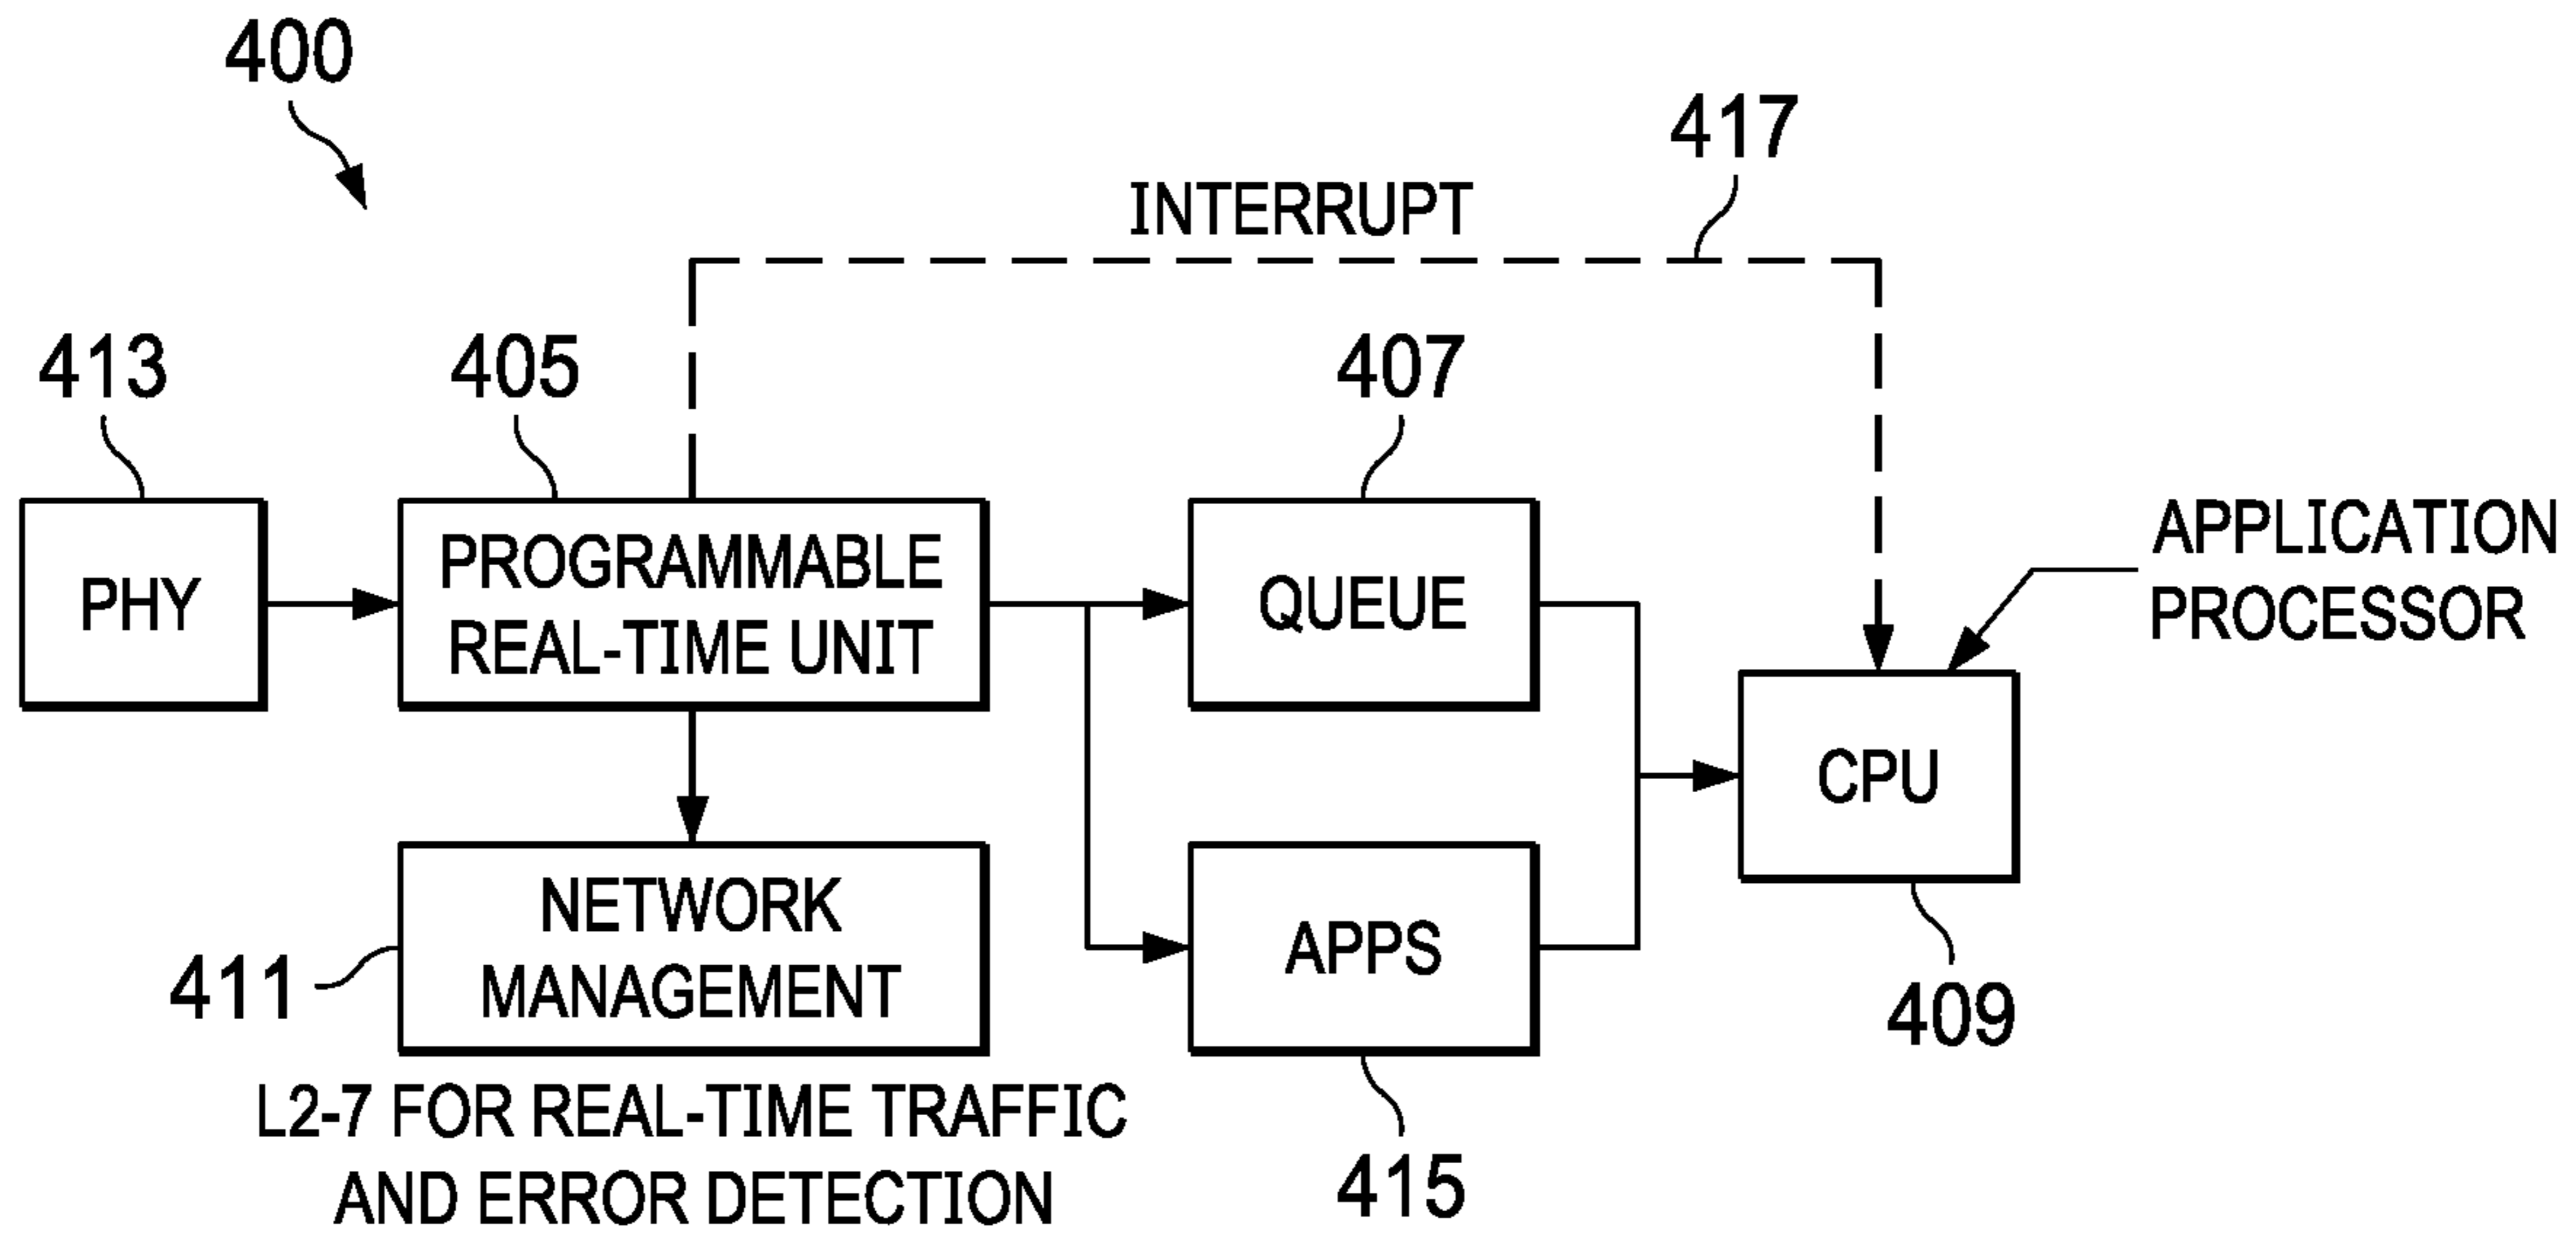 400
417
INTERRUPT
413
405
407
PHY
PROGRAMMABLE
REAL-TIME UNIT
QUEUE
APPLICATION
PROCESSOR
CPU
NETWORK
MANAGEMENT
411
APPS
409
L2-7 FOR REAL-TIME TRAFFIC
AND ERROR DETECTION
415